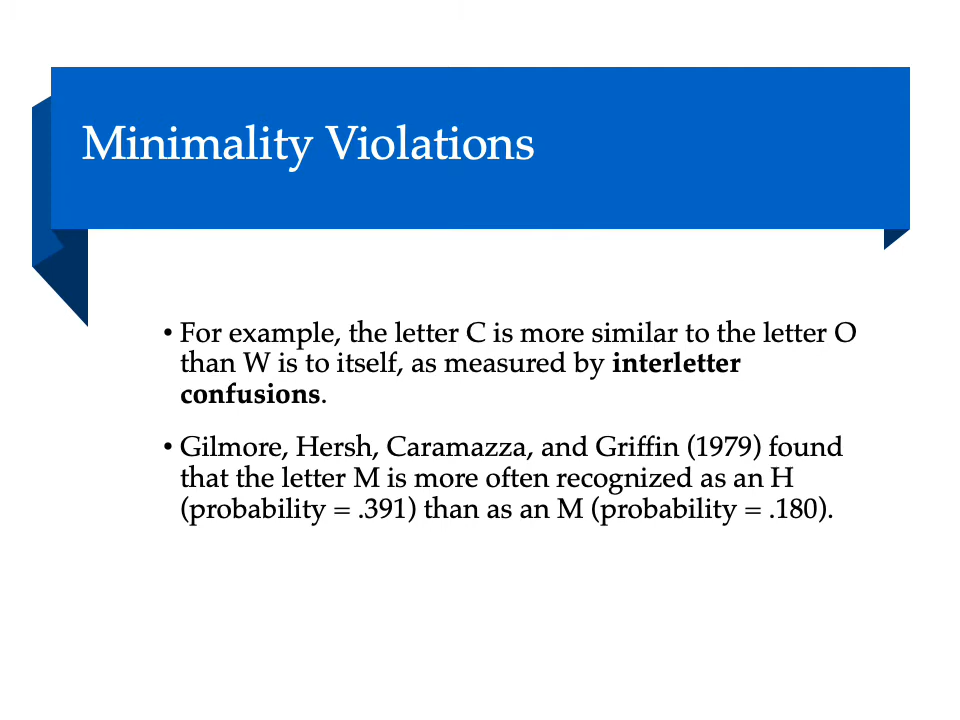 Minimality Violations
• For example, the letter C is more similar to the letter O
than W is to itself, as measured by interletter
confusions.
• Gilmore, Hersh, Caramazza, and Griffin (1979) found
that the letter M is more often recognized as an H
(probability = .391) than as an M (probability = .180).